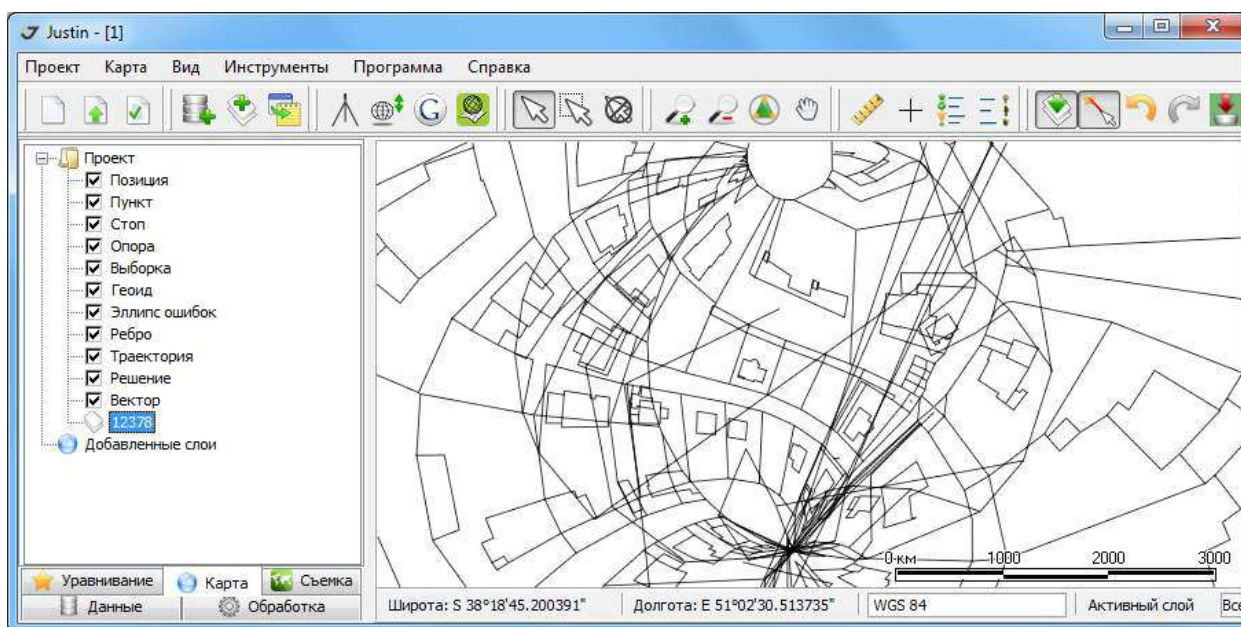 Justin - [1]
Проект Карта Вид Инструменты Программа Справка
G
Проект
Позиция
Пункт
Стоп
Опора
Выборка
Геоид
Эллипс ошибок
Ребро
Траектория
Решение
Вектор
12378
Добавленные слои
0 км 1000 2000 3000
Уравнивание Карта Съемка
Данные Обработка
Широта: S 38°18'45.200391" Долгота: E 51°02'30.513735" WGS 84 Активный слой Все